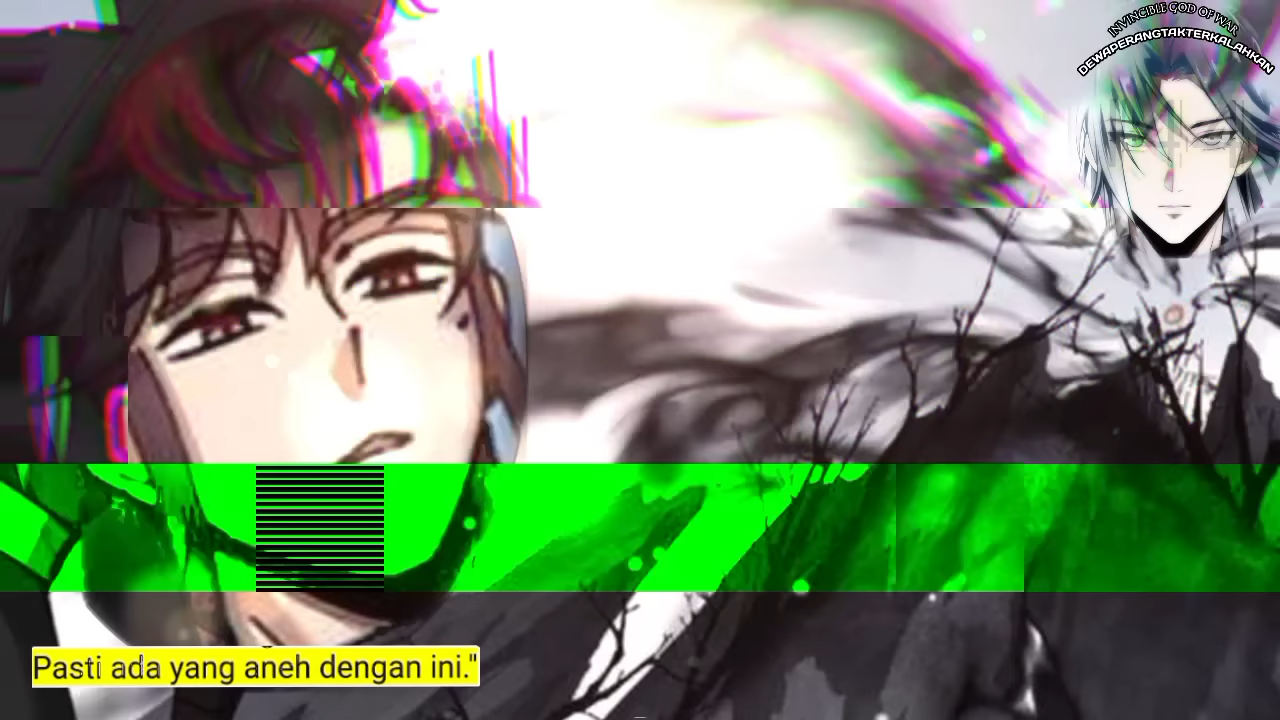 INVINCIBLE GOD OF WAR
DEWAPERANGTAKTERKALAHKAN
Pasti ada yang aneh dengan ini."